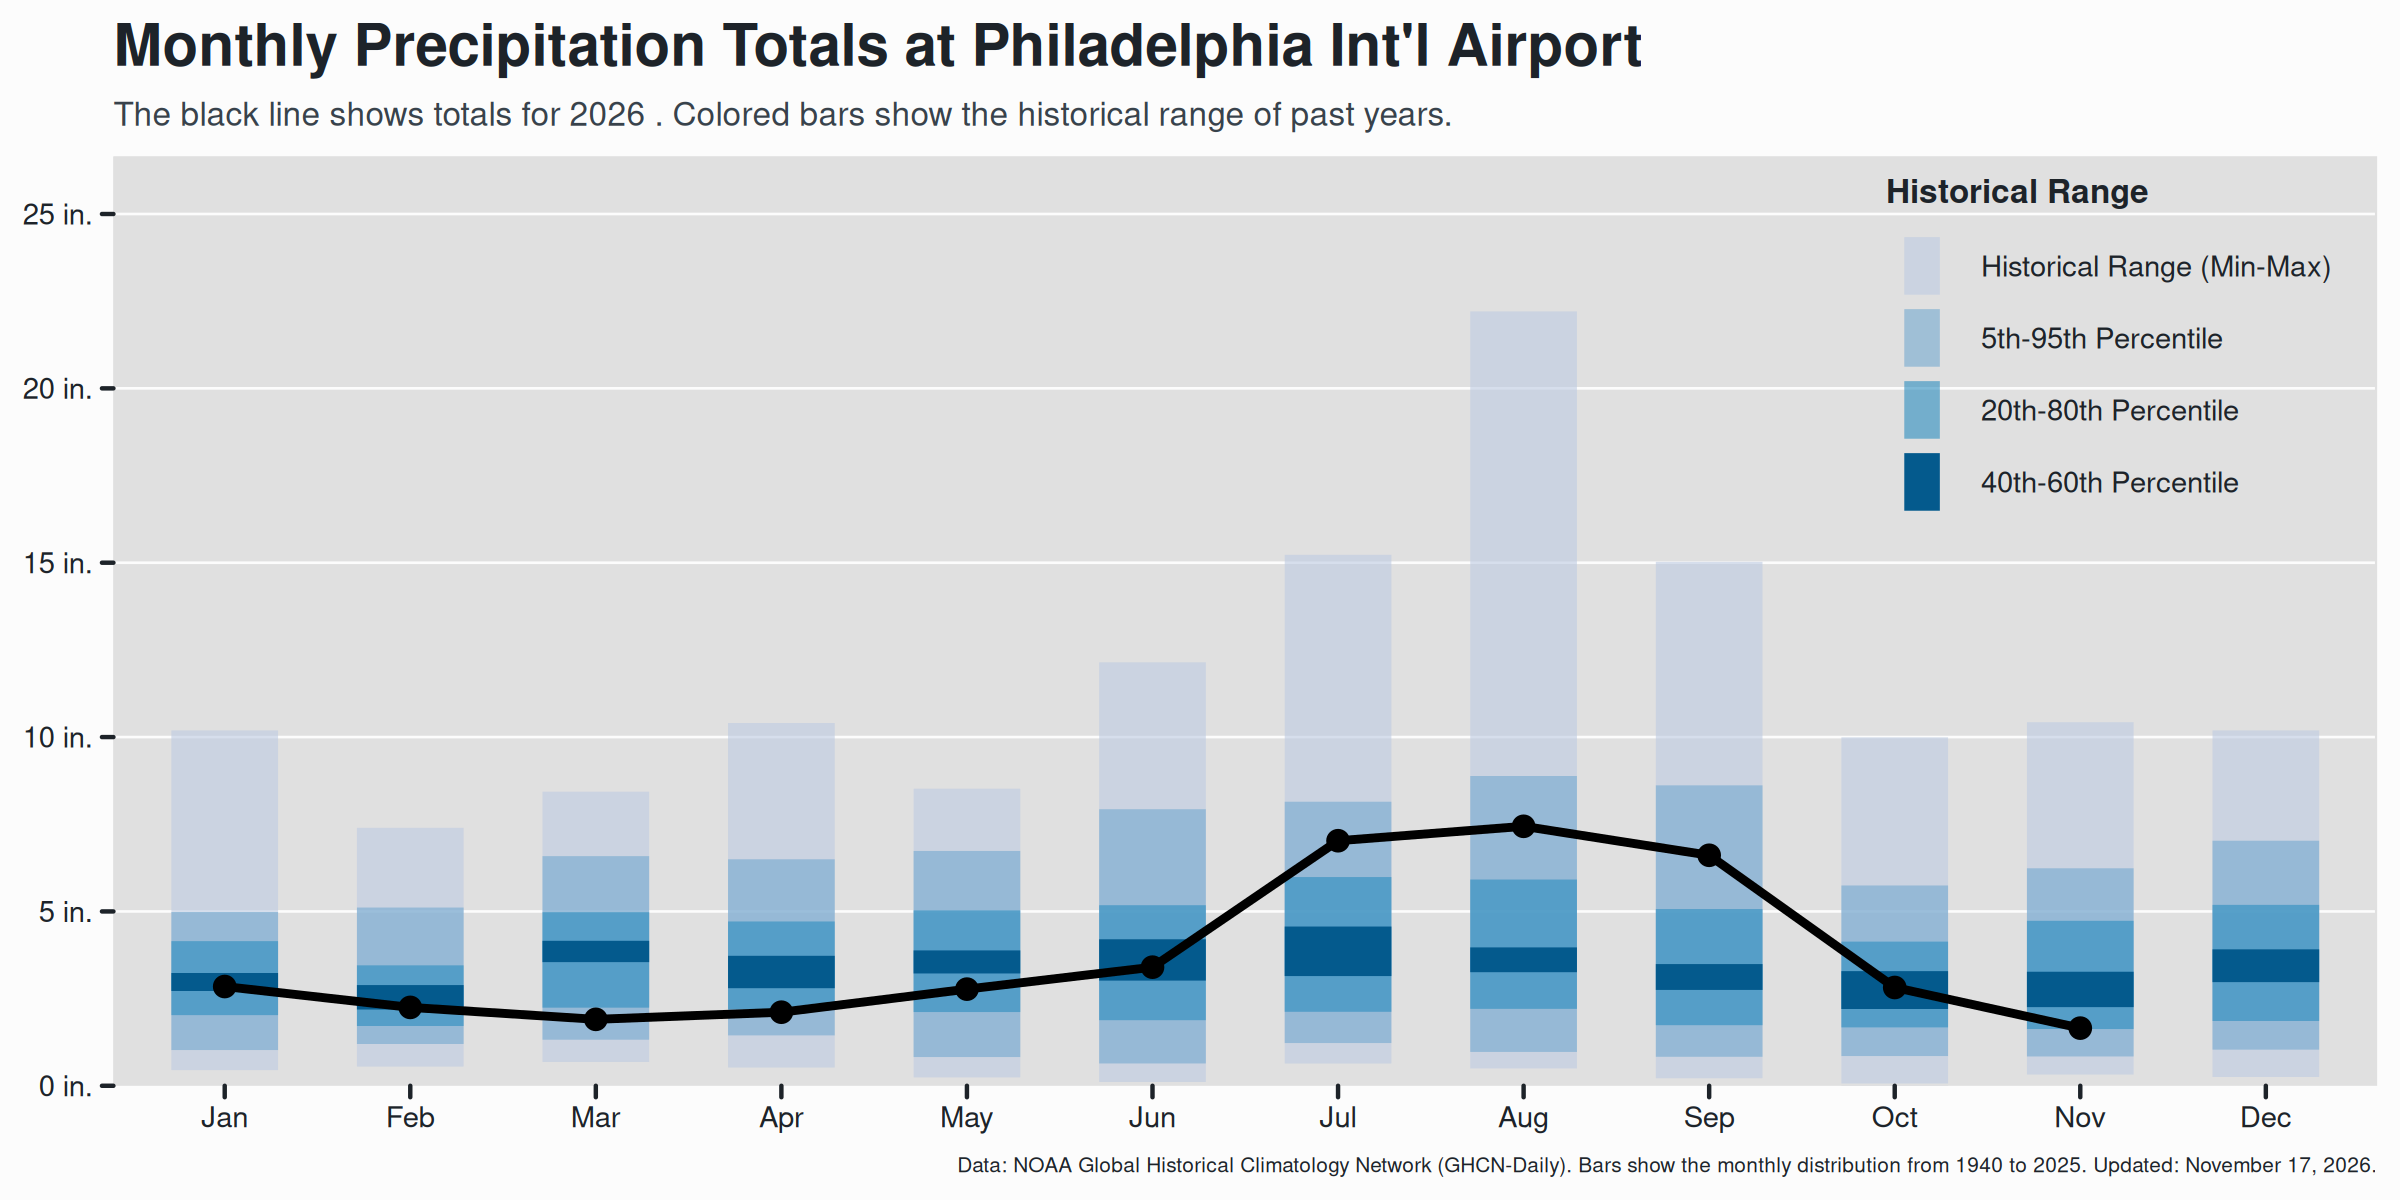 Monthly Precipitation Totals at Philadelphia Int'l Airport
The black line shows totals for 2026 . Colored bars show the historical range of past years.
Historical Range
Historical Range (Min-Max)
5th-95th Percentile
20th-80th Percentile
40th-60th Percentile
25 in.
20 in.
15 in.
10 in.
5 in.
0 in.
Jan Feb Mar Apr May Jun Jul Aug Sep Oct Nov Dec
Data: NOAA Global Historical Climatology Network (GHCN-Daily). Bars show the monthly distribution from 1940 to 2025. Updated: November 17, 2026.